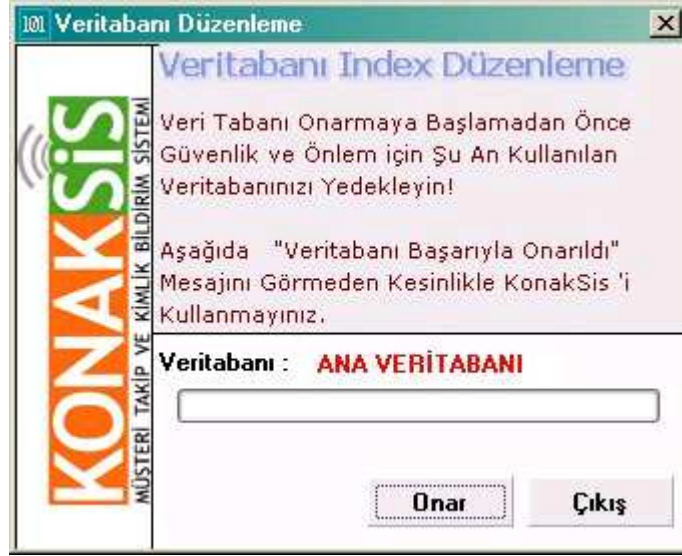 101 Veritabanı Düzenleme
Veritabanı Index Düzenleme
Veri Tabanı Onarmaya Başlamadan Önce
Güvenlik ve Önlem için Şu An Kullanılan
Veritabanınızı Yedekleyin!
Aşağıda "Veritabanı Başarıyla Onarıldı"
Mesajını Görmeden Kesinlikle KonakSis 'i
Kullanmayınız.
KONAKSiS
MÜŞTERİ TAKİP VE KİMLİK BİLDİRİM SİSTEMİ
Veritabanı : ANA VERİTABANI
Onar Çıkış